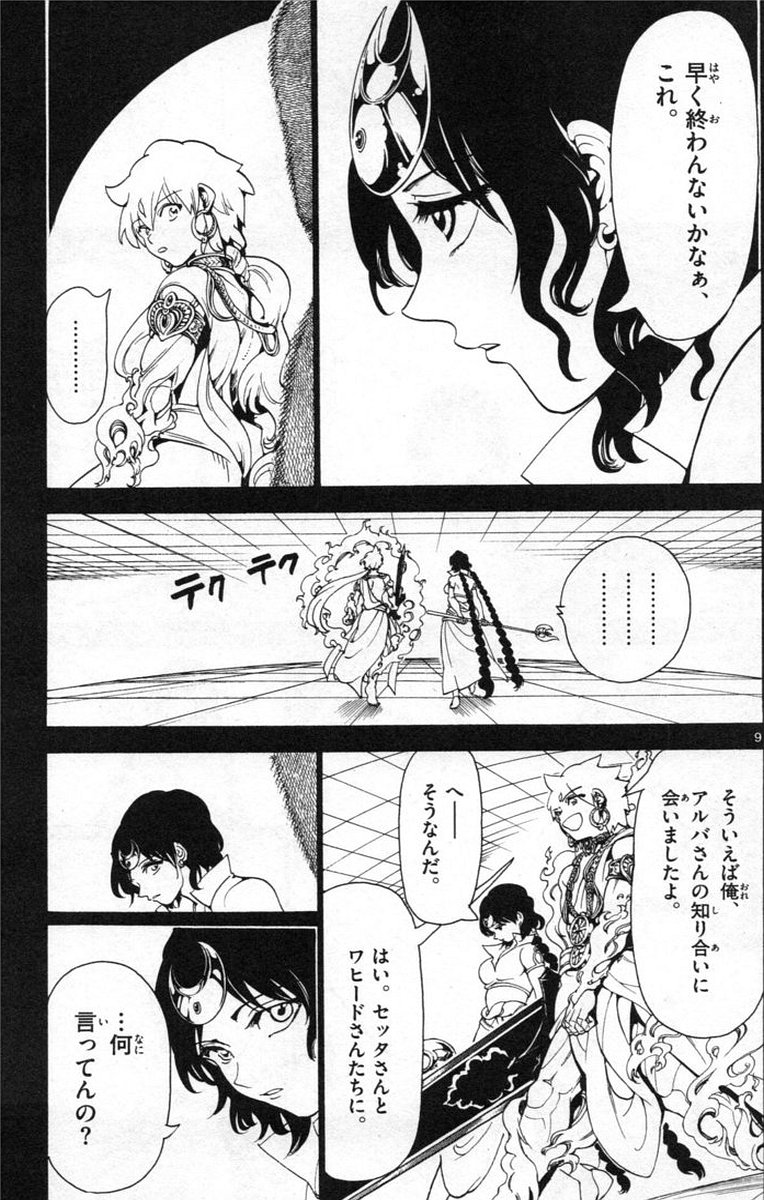 早く終わんないかなぁ、
これ。
…………
テク
テク
………
………
………
9
そういえば俺、
アルバさんの知り合いに
会いましたよ。
へ——
そうなんだ。
はい。セッタさんと
ワヒードさんたちに。
…何
言ってんの？